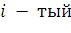 i – тый